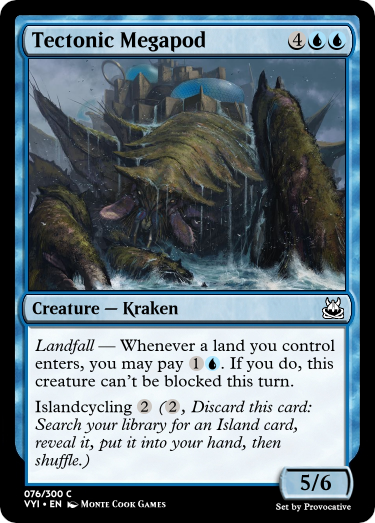 Tectonic Megapod 4
Creature — Kraken
Landfall — Whenever a land you control
enters, you may pay 1. If you do, this
creature can't be blocked this turn.
Islandcycling 2 (2, Discard this card:
Search your library for an Island card,
reveal it, put it into your hand, then
shuffle.)
5/6
076/300 C
VYI • EN Monte Cook Games
Set by Provocative